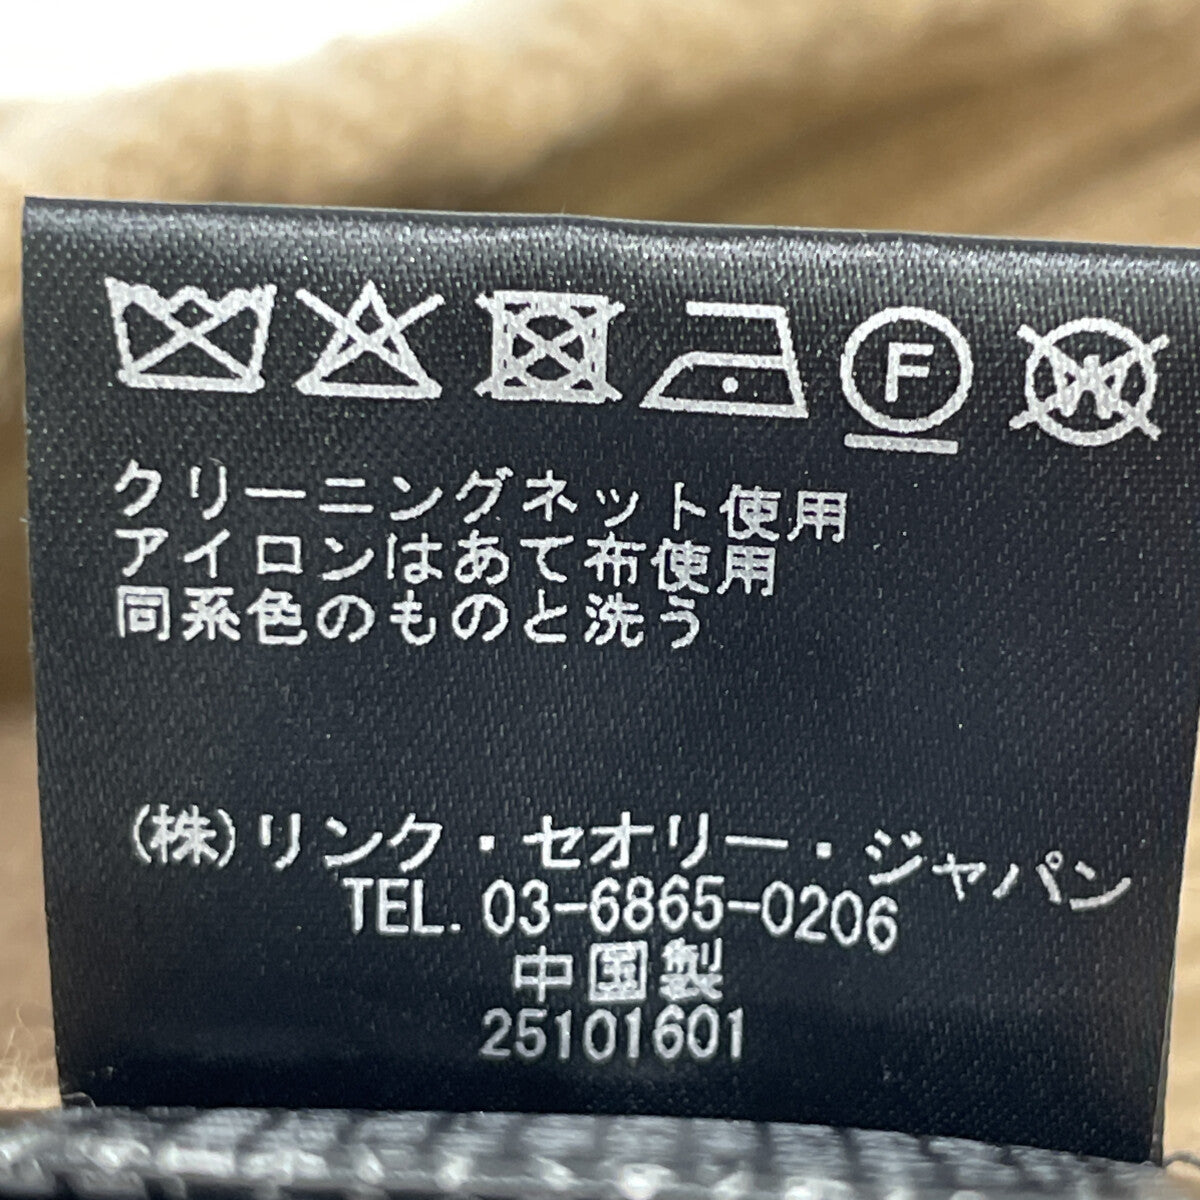 F W
クリーニングネット使用
アイロンはあて布使用
同系色のものと洗う
(株)リンク・セオリー・ジャパン
TEL. 03-6865-0206
中国製
25101601